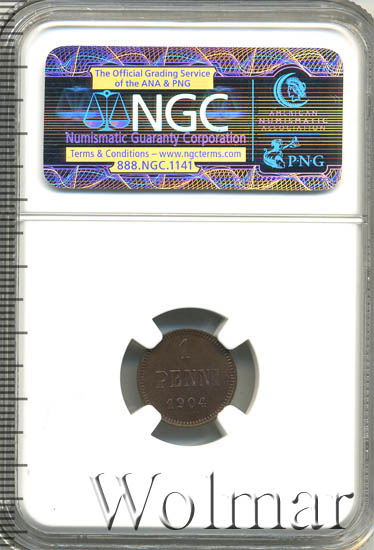 The Official Grading Service
of the ANA & PNG
NGC
Numismatic Guaranty Corporation
Terms & Conditions – www.ngcterms.com
888.NGC.1141
AMERICAN
NUMISMATIC
ASSOCIATION
PNG
1
PENNI
1904
Wolmar
Wolmar